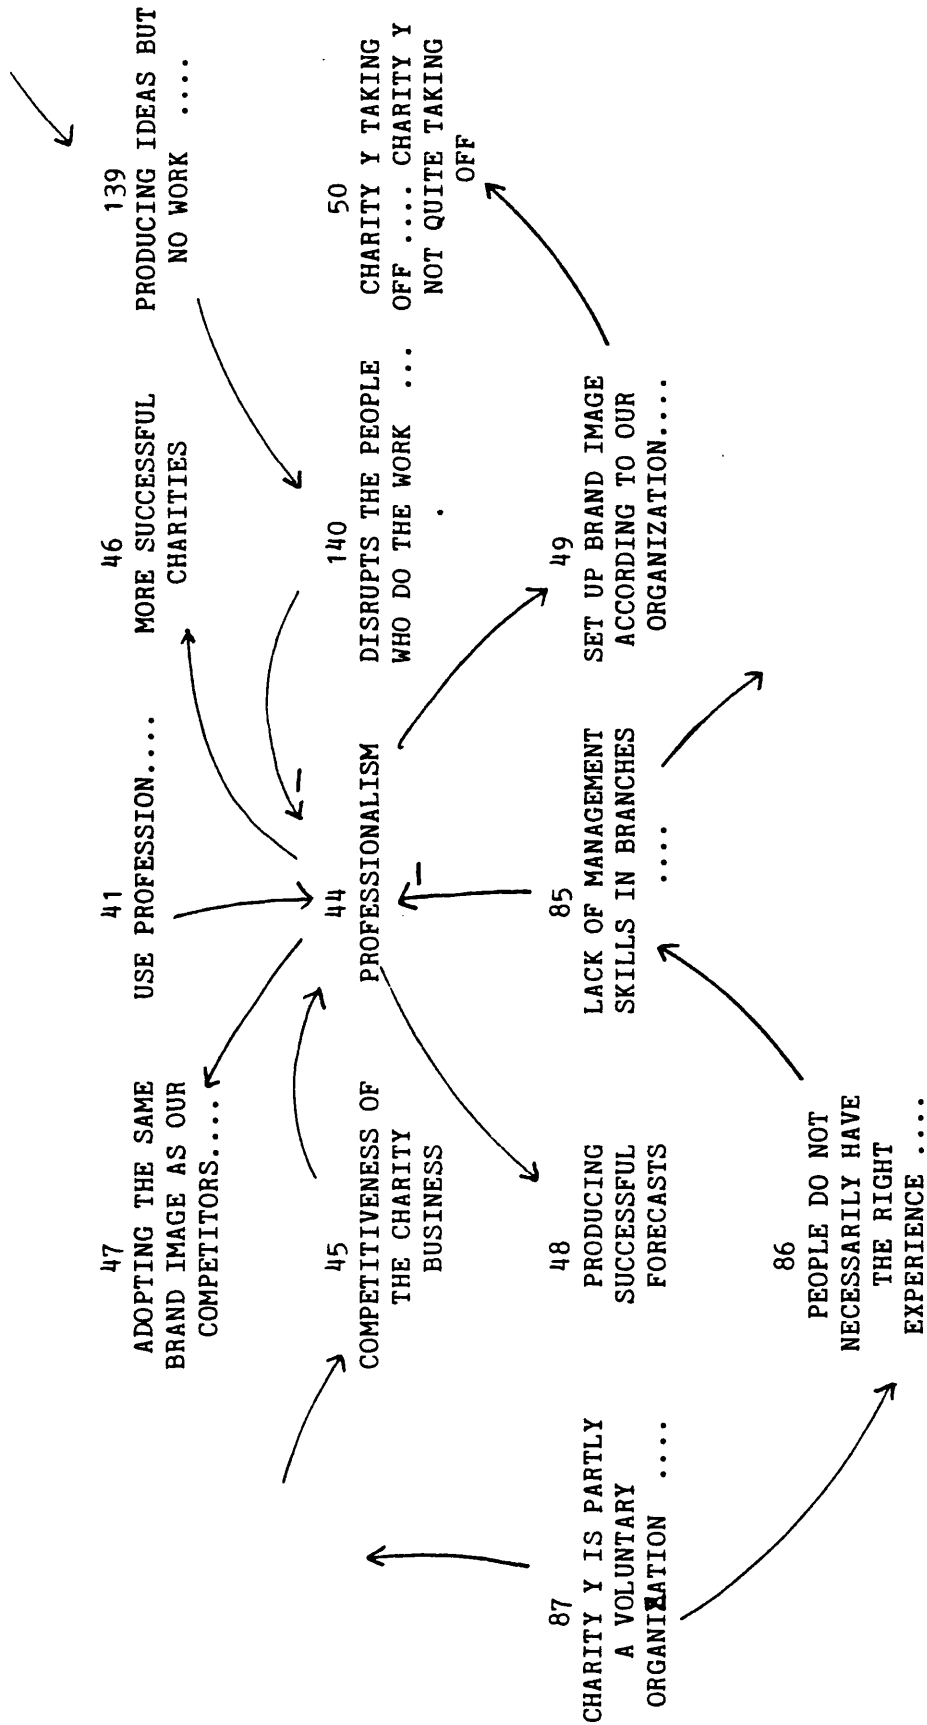 47
ADOPTING THE SAME
BRAND IMAGE AS OUR
COMPETITORS....
41
USE PROFESSION....
46
MORE SUCCESSFUL
CHARITIES
139
PRODUCING IDEAS BUT
NO WORK ....
45
COMPETITIVENESS OF
THE CHARITY
BUSINESS
44
PROFESSIONALISM
140
DISRUPTS THE PEOPLE
WHO DO THE WORK ...
50
CHARITY Y TAKING
OFF .... CHARITY Y
NOT QUITE TAKING
OFF
87
CHARITY Y IS PARTLY
A VOLUNTARY
ORGANIZATION ....
48
PRODUCING
SUCCESSFUL
FORECASTS
85
LACK OF MANAGEMENT
SKILLS IN BRANCHES
....
49
SET UP BRAND IMAGE
ACCORDING TO OUR
ORGANIZATION....
86
PEOPLE DO NOT
NECESSARILY HAVE
THE RIGHT
EXPERIENCE ....